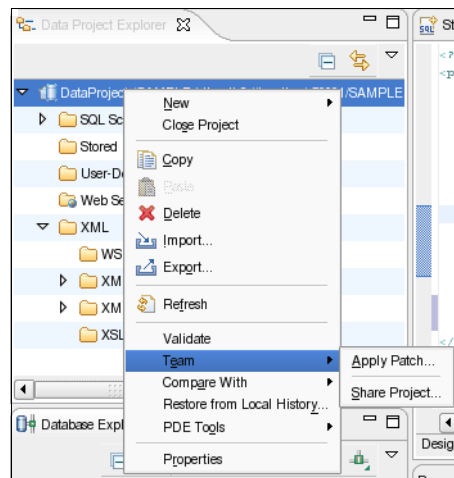 Data Project Explorer
St
<?
<p
DataProject
/SAMPLE
SQL Sc
Stored
User-De
Web Se
XML
WS
XM
XM
XSL
New
Close Project
Copy
Paste
Delete
Import...
Export...
Refresh
Validate
Team
Compare With
Restore from Local History...
PDE Tools
Properties
Apply Patch...
Share Project...
</
Database Expl
Desig